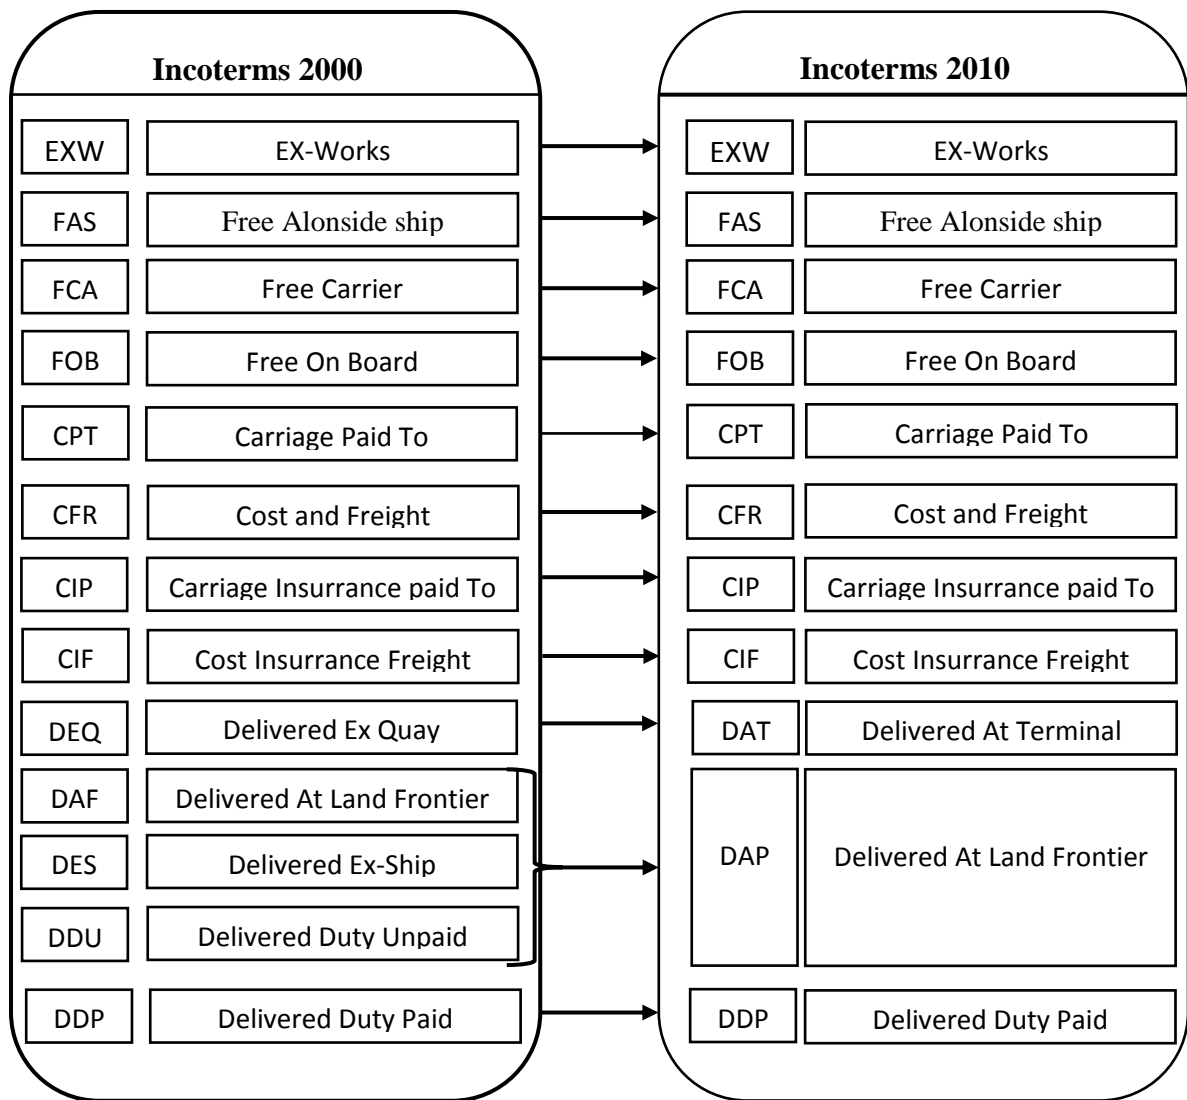 Incoterms 2000
EXW EX-Works
FAS Free Alonside ship
FCA Free Carrier
FOB Free On Board
CPT Carriage Paid To
CFR Cost and Freight
CIP Carriage Insurrance paid To
CIF Cost Insurrance Freight
DEQ Delivered Ex Quay
DAF Delivered At Land Frontier
DES Delivered Ex-Ship
DDU Delivered Duty Unpaid
DDP Delivered Duty Paid
Incoterms 2010
EXW EX-Works
FAS Free Alonside ship
FCA Free Carrier
FOB Free On Board
CPT Carriage Paid To
CFR Cost and Freight
CIP Carriage Insurrance paid To
CIF Cost Insurrance Freight
DAT Delivered At Terminal
DAP Delivered At Land Frontier
DDP Delivered Duty Paid